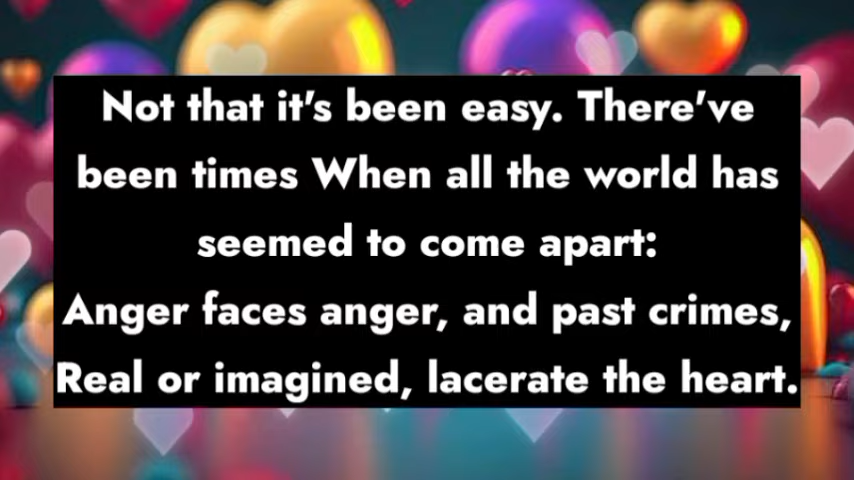 Not that it's been easy. There've
been times When all the world has
seemed to come apart:
Anger faces anger, and past crimes,
Real or imagined, lacerate the heart.